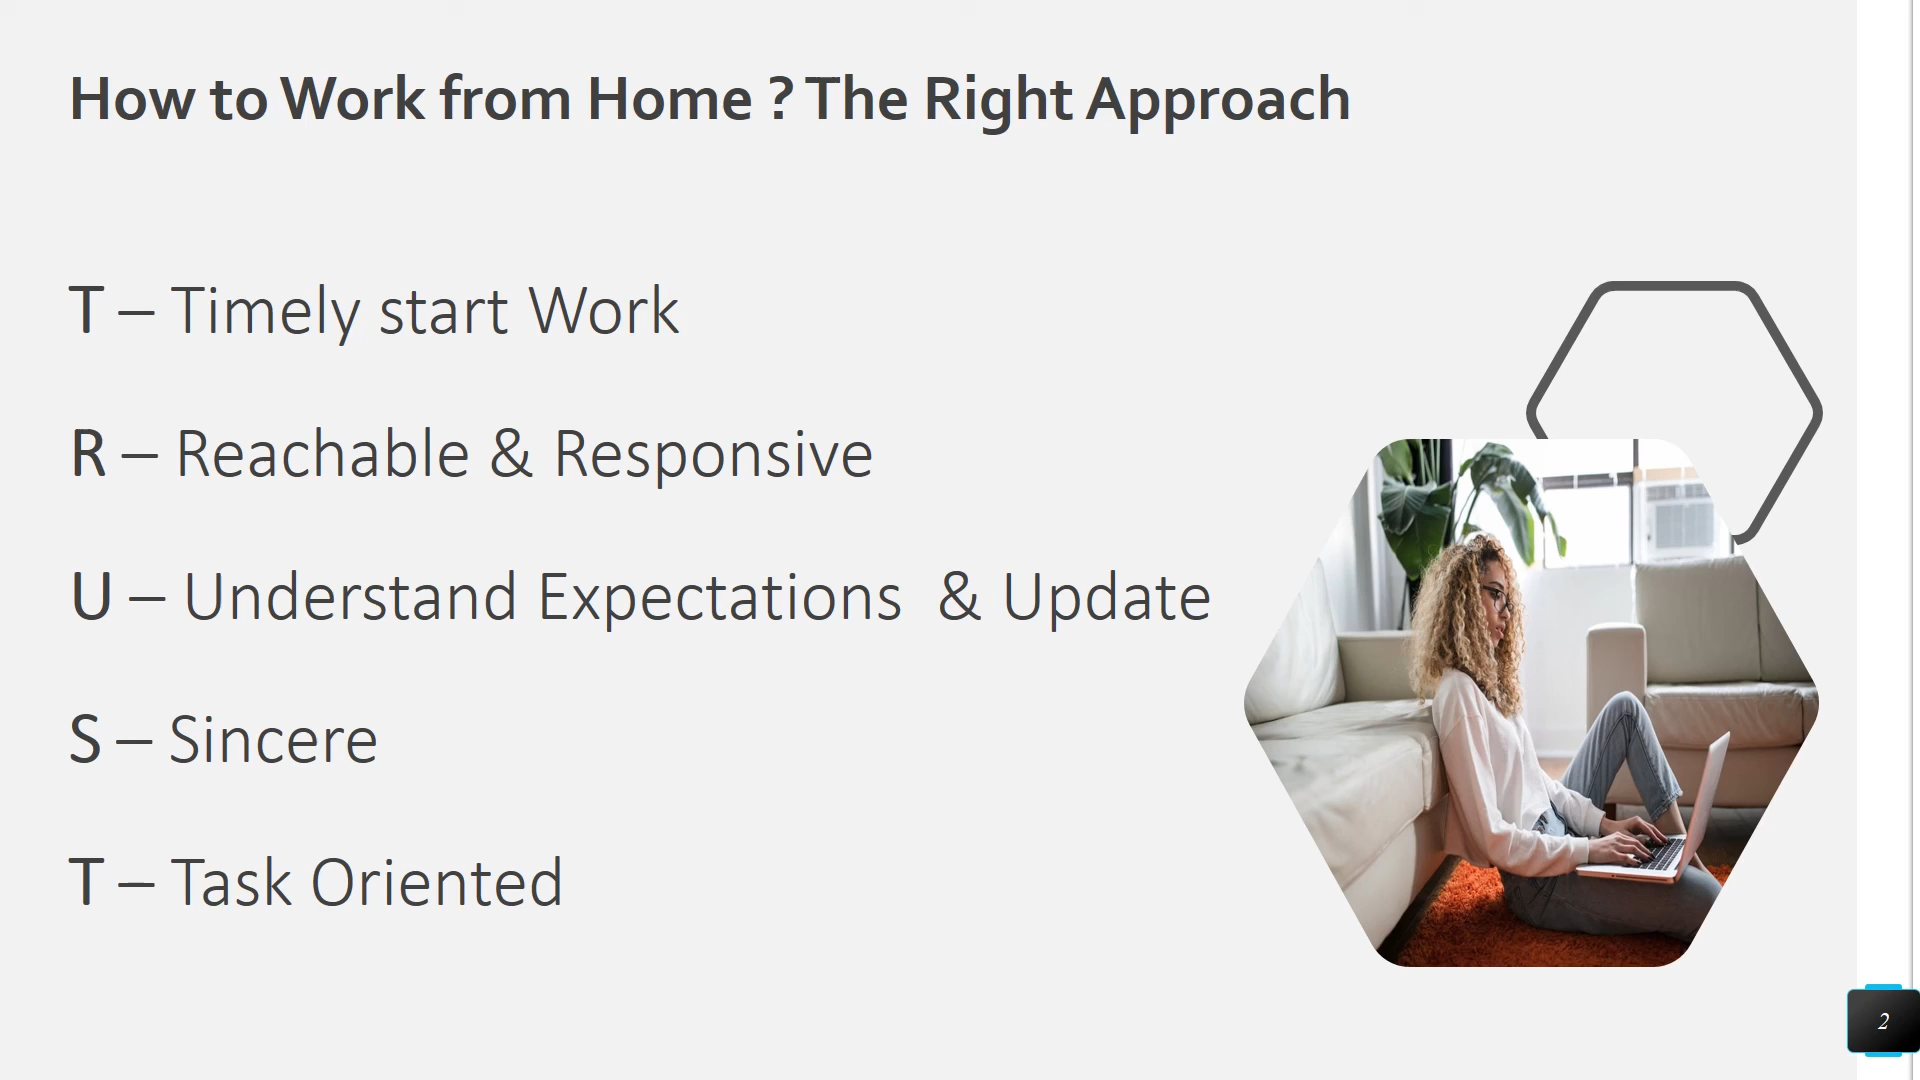 How to Work from Home ? The Right Approach
T – Timely start Work
R – Reachable & Responsive
U – Understand Expectations  & Update
S – Sincere
T – Task Oriented
2